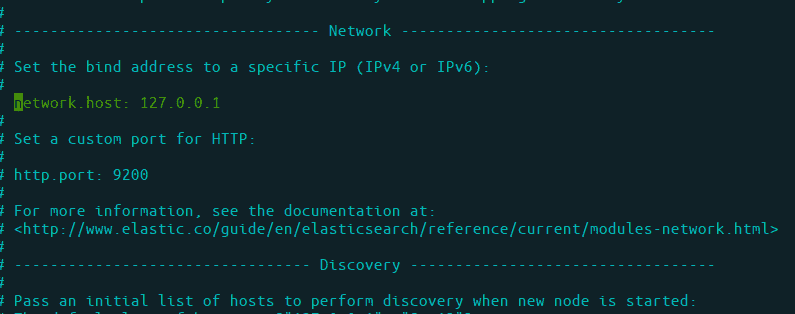 #
# ---------------------------------- Network -----------------------------------
#
# Set the bind address to a specific IP (IPv4 or IPv6):
#
  network.host: 127.0.0.1
#
# Set a custom port for HTTP:
#
# http.port: 9200
#
# For more information, see the documentation at:
# <http://www.elastic.co/guide/en/elasticsearch/reference/current/modules-network.html>
#
# --------------------------------- Discovery ----------------------------------
#
# Pass an initial list of hosts to perform discovery when new node is started: